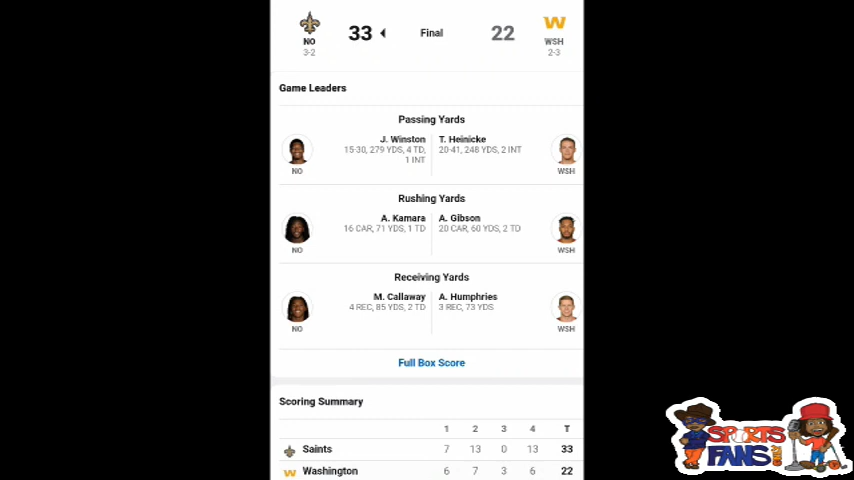 NO
3-2
33
Final
22
W
WSH
2-3
Game Leaders
Passing Yards
J. Winston
15-30, 279 YDS, 4 TD,
1 INT
T. Heinicke
20-41, 248 YDS, 2 INT
NO
WSH
Rushing Yards
A. Kamara
16 CAR, 71 YDS, 1 TD
A. Gibson
20 CAR, 60 YDS, 2 TD
NO
WSH
Receiving Yards
M. Callaway
4 REC, 85 YDS, 2 TD
A. Humphries
3 REC, 73 YDS
NO
WSH
Full Box Score
Scoring Summary
1 2 3 4 T
Saints 7 13 0 13 33
W Washington 6 7 3 6 22
SPORTS
FANS